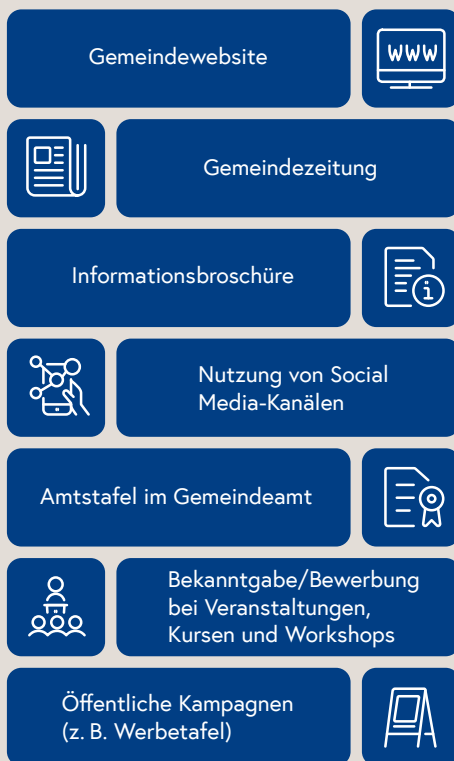 Gemeindewebsite
WWW
Gemeindezeitung
Informationsbroschüre
i
Nutzung von Social
Media-Kanälen
Amtstafel im Gemeindeamt
Bekanntgabe/Bewerbung
bei Veranstaltungen,
Kursen und Workshops
Öffentliche Kampagnen
(z. B. Werbetafel)